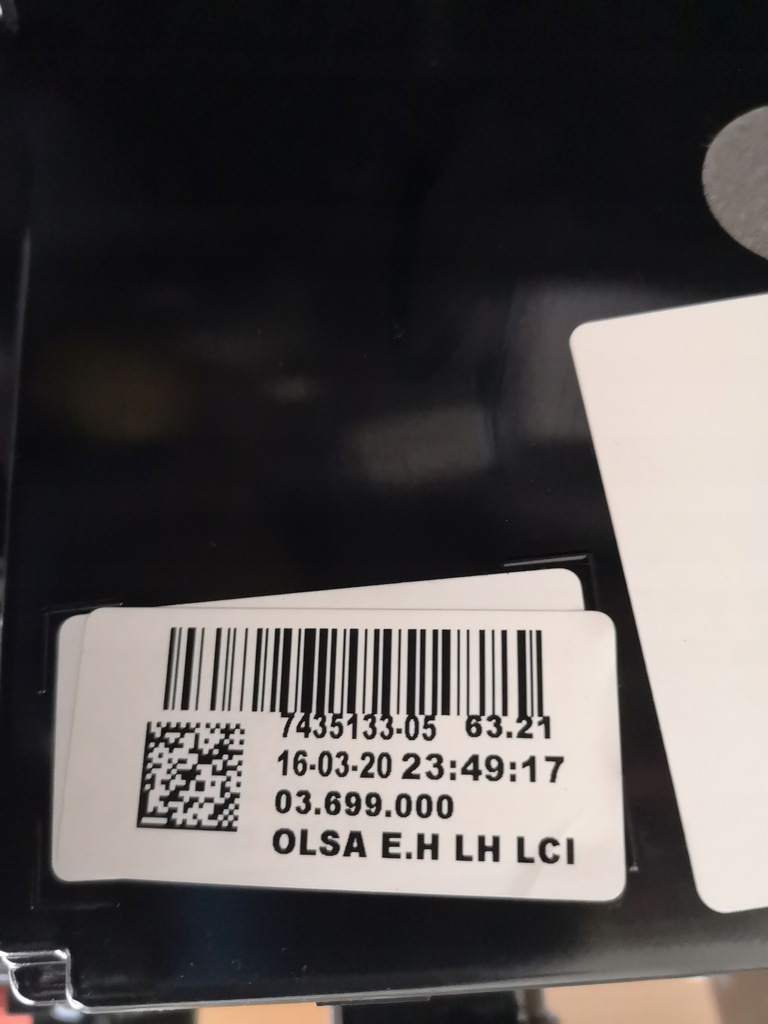 7435133-05 63.21
16-03-20 23:49:17
03.699.000
OLSA E.H LH LCI